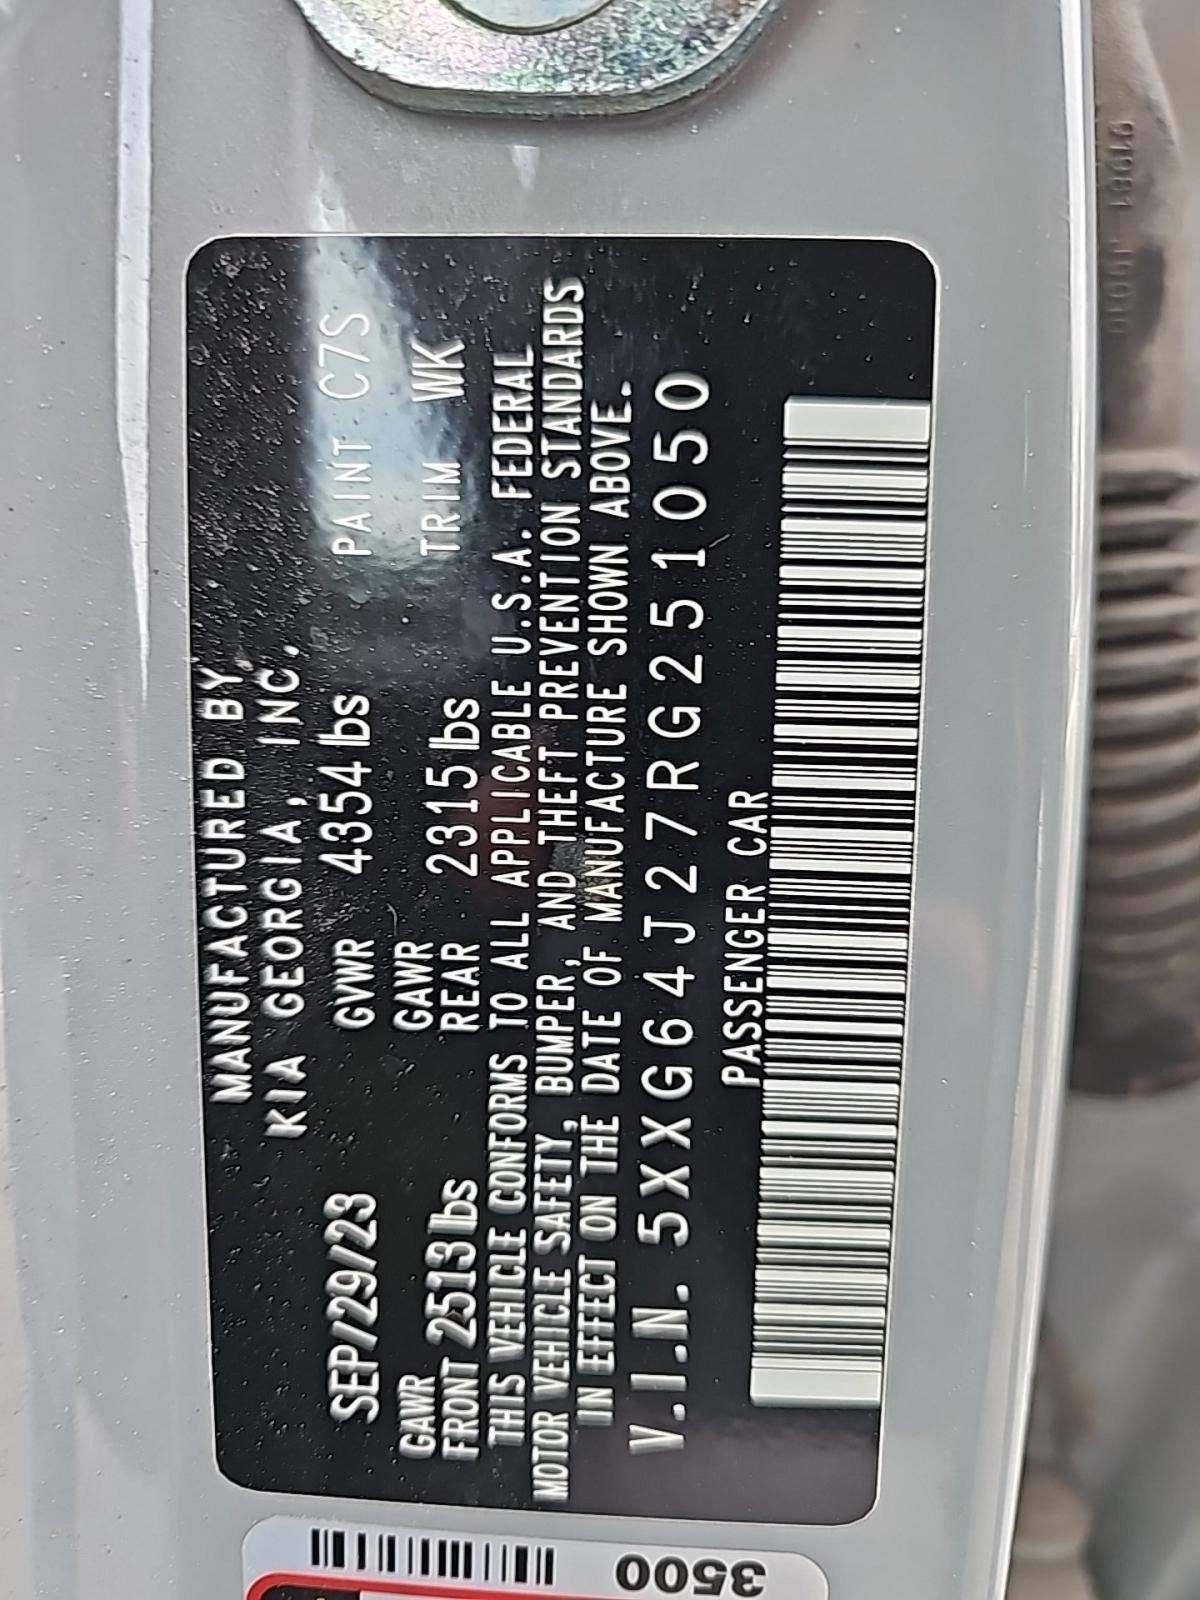 MANUFACTURED BY
KIA GEORGIA, INC.
SEP/29/23 GVWR 4354 lbs PAINT C7S
GAWR FRONT 2513 lbs GAWR REAR 2315 lbs TRIM WK
THIS VEHICLE CONFORMS TO ALL APPLICABLE U.S.A. FEDERAL
MOTOR VEHICLE SAFETY, BUMPER, AND THEFT PREVENTION STANDARDS
IN EFFECT ON THE DATE OF MANUFACTURE SHOWN ABOVE.
V.I.N. 5XXG64J27RG251050
PASSENGER CAR
3500